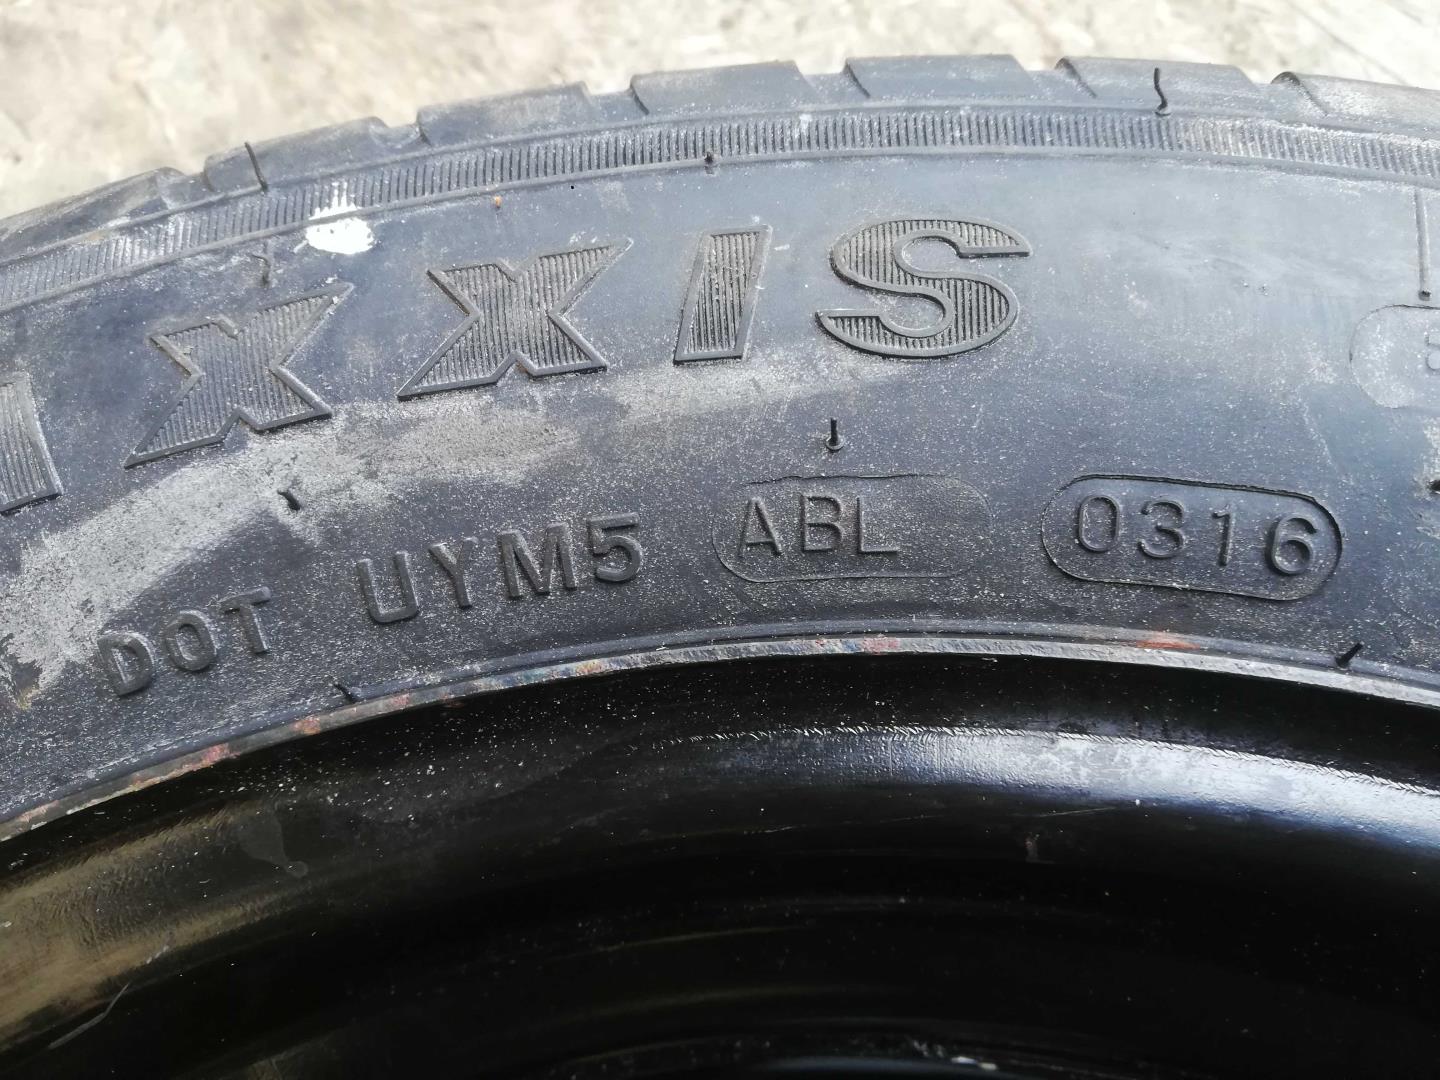 XXIS
DOT UYM5 ABL 0316